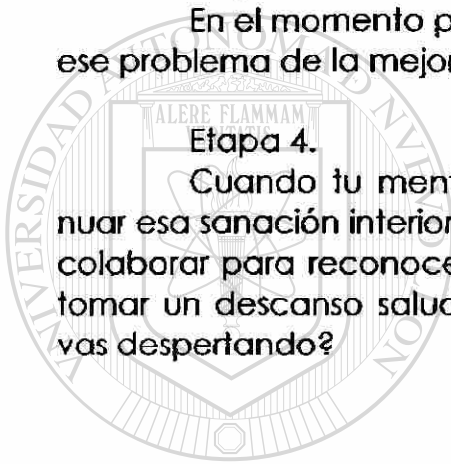 En el momento p
ese problema de la mejor
Etapa 4.
Cuando tu ment
nuar esa sanación interior
colaborar para reconoce
tomar un descanso saluc
vas despertando?
ALERE FLAMMAM
VERITATIS